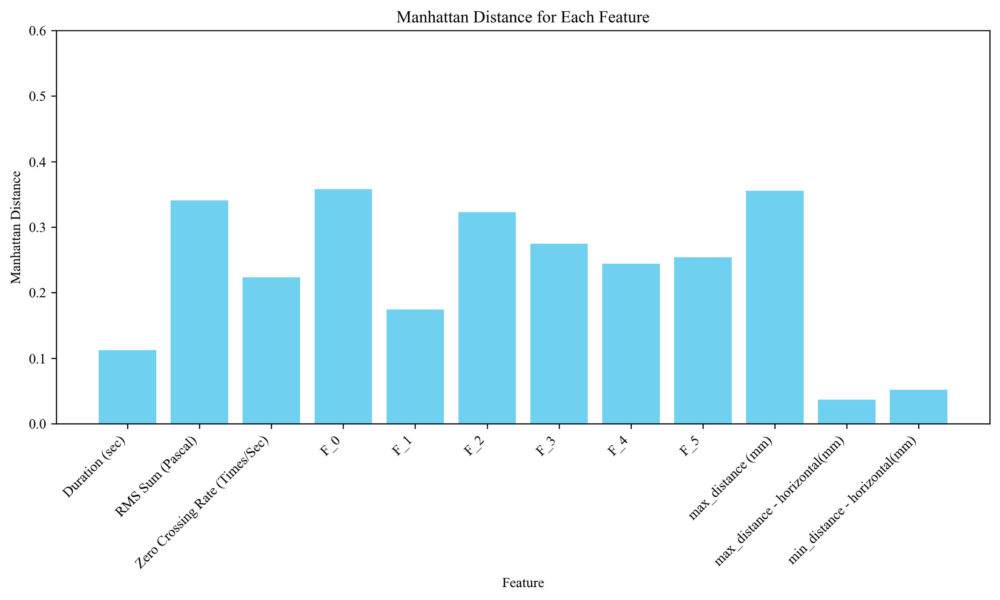 Manhattan Distance for Each Feature
0.6
0.5
0.4
0.3
0.2
0.1
0.0
Manhattan Distance
Duration (sec)
RMS Sum (Pascal)
Zero Crossing Rate (Times/Sec)
F_0
F_1
F_2
F_3
F_4
F_5
max_distance (mm)
max_distance - horizontal(mm)
min_distance - horizontal(mm)
Feature